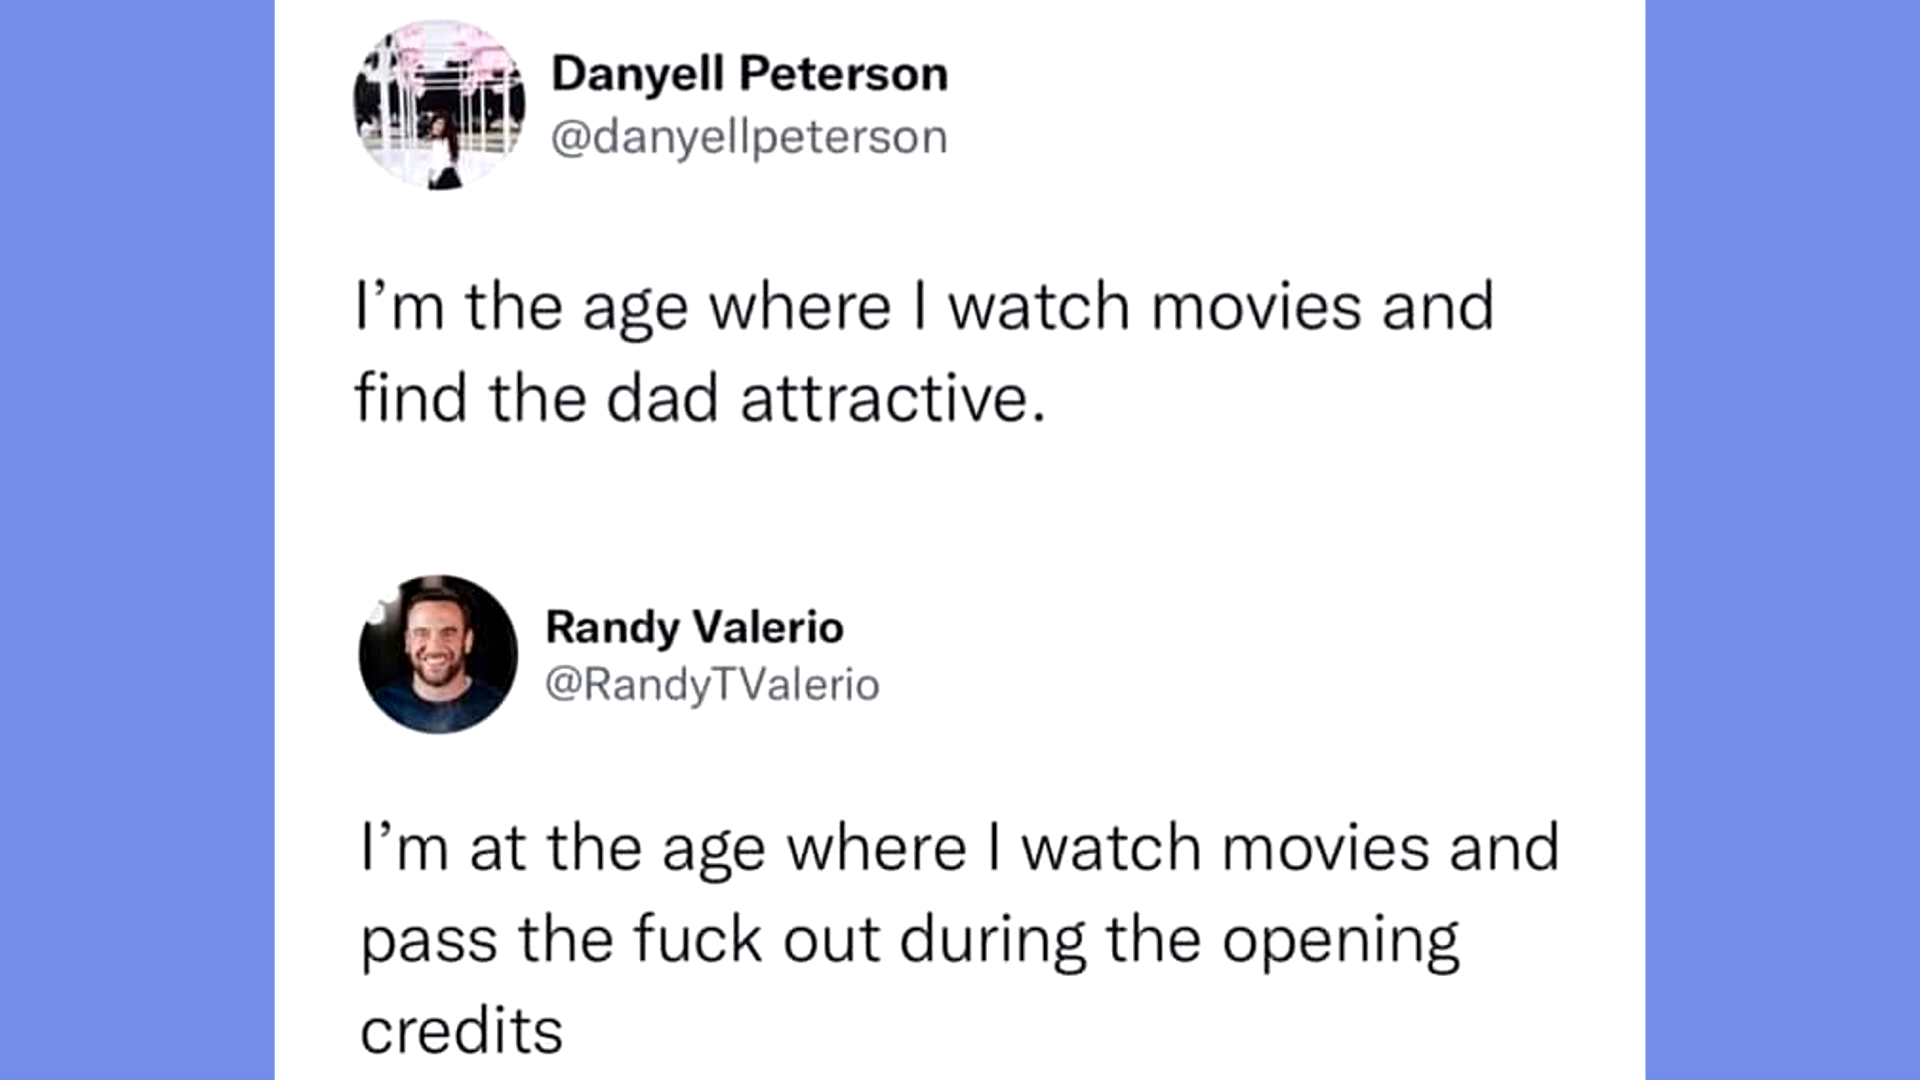 Danyell Peterson
@danyellpeterson
I’m the age where I watch movies and
find the dad attractive.
Randy Valerio
@RandyTValerio
I’m at the age where I watch movies and
pass the fuck out during the opening
credits